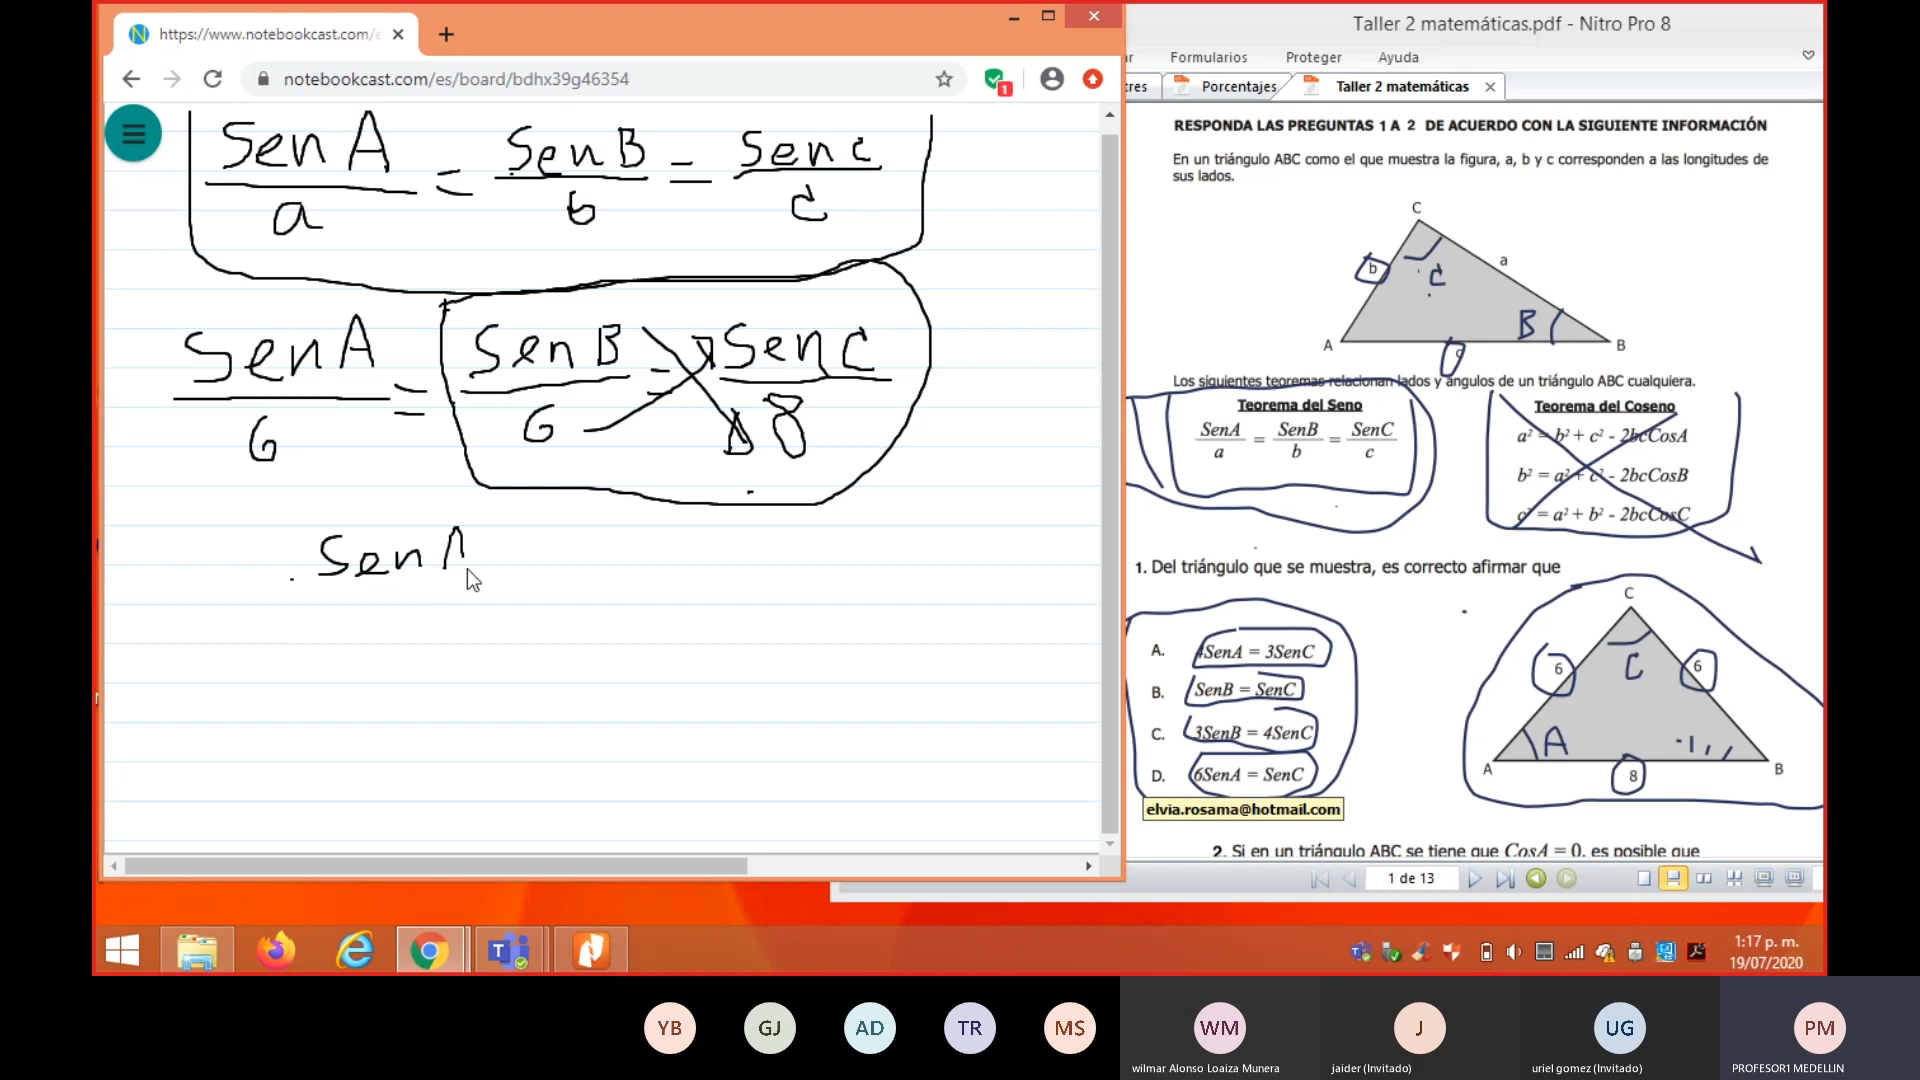 https://www.notebookcast.com/e
notebookcast.com/es/board/bdhx39g46354
1
Sen A / a = Sen B / b = Sen C / c
Sen A / 6 = Sen B / 6 = Sen C / 8
Sen A
Taller 2 matemáticas.pdf - Nitro Pro 8
ar Formularios Proteger Ayuda
tres Porcentajes Taller 2 matemáticas
RESPONDA LAS PREGUNTAS 1 A 2 DE ACUERDO CON LA SIGUIENTE INFORMACIÓN
En un triángulo ABC como el que muestra la figura, a, b y c corresponden a las longitudes de
sus lados.
C
b a
C
B
A c B
Los siguientes teoremas relacionan lados y ángulos de un triángulo ABC cualquiera.
Teorema del Seno Teorema del Coseno
SenA / a = SenB / b = SenC / c
a² = b² + c² - 2bcCosA
b² = a² + c² - 2bcCosB
c² = a² + b² - 2bcCosC
1. Del triángulo que se muestra, es correcto afirmar que
A. 4SenA = 3SenC
B. SenB = SenC
C. 3SenB = 4SenC
D. 6SenA = SenC
C
6 6
C
A
A 8 B
elvia.rosama@hotmail.com
2. Si en un triángulo ABC se tiene que CosA = 0, es posible que
1 de 13
1:17 p. m.
19/07/2020
YB GJ AD TR MS WM J UG PM
wilmar Alonso Loaiza Munera jaider (Invitado) uriel gomez (Invitado) PROFESOR1 MEDELLIN